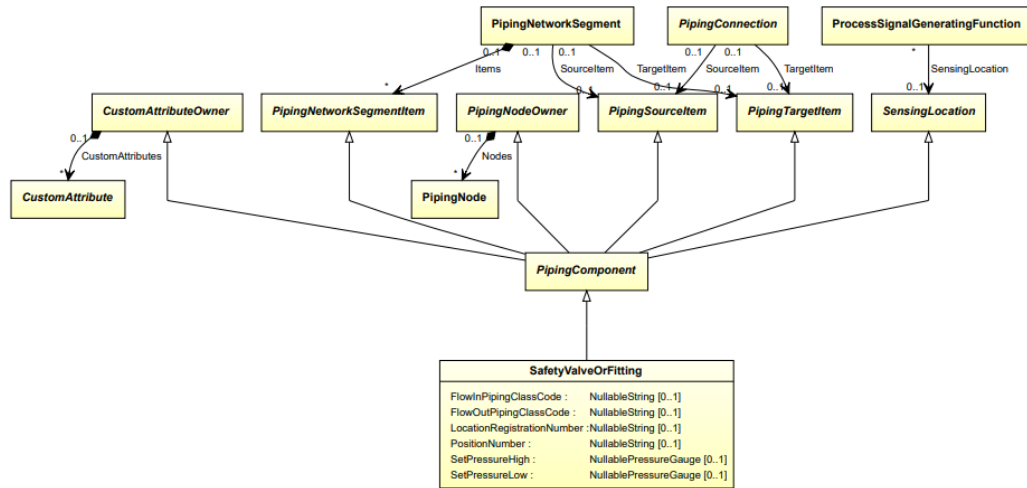 PipingNetworkSegment
PipingConnection
ProcessSignalGeneratingFunction
0..1
0..1
0..1
0..1
0..1
*
Items
SourceItem
TargetItem
SourceItem
TargetItem
SensingLocation
*
0..1
0..1
0..1
0..1
0..1
CustomAttributeOwner
PipingNetworkSegmentItem
PipingNodeOwner
PipingSourceItem
PipingTargetItem
SensingLocation
0..1
CustomAttributes
*
0..1
Nodes
*
CustomAttribute
PipingNode
PipingComponent
SafetyValveOrFitting
FlowInPipingClassCode : NullableString [0..1]
FlowOutPipingClassCode : NullableString [0..1]
LocationRegistrationNumber : NullableString [0..1]
PositionNumber : NullableString [0..1]
SetPressureHigh : NullablePressureGauge [0..1]
SetPressureLow : NullablePressureGauge [0..1]